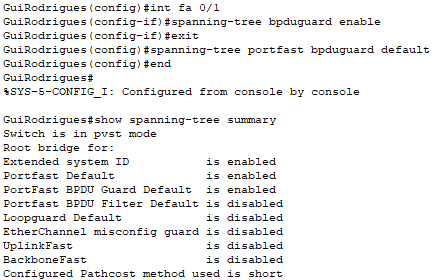 GuiRodrigues(config)#int fa 0/1
GuiRodrigues(config-if)#spanning-tree bpduguard enable
GuiRodrigues(config-if)#exit
GuiRodrigues(config)#spanning-tree portfast bpduguard default
GuiRodrigues(config)#end
GuiRodrigues#
%SYS-5-CONFIG_I: Configured from console by console

GuiRodrigues#show spanning-tree summary
Switch is in pvst mode
Root bridge for:
Extended system ID           is enabled
Portfast Default             is enabled
PortFast BPDU Guard Default  is enabled
Portfast BPDU Filter Default is disabled
Loopguard Default            is disabled
EtherChannel misconfig guard is disabled
UplinkFast                   is disabled
BackboneFast                 is disabled
Configured Pathcost method used is short